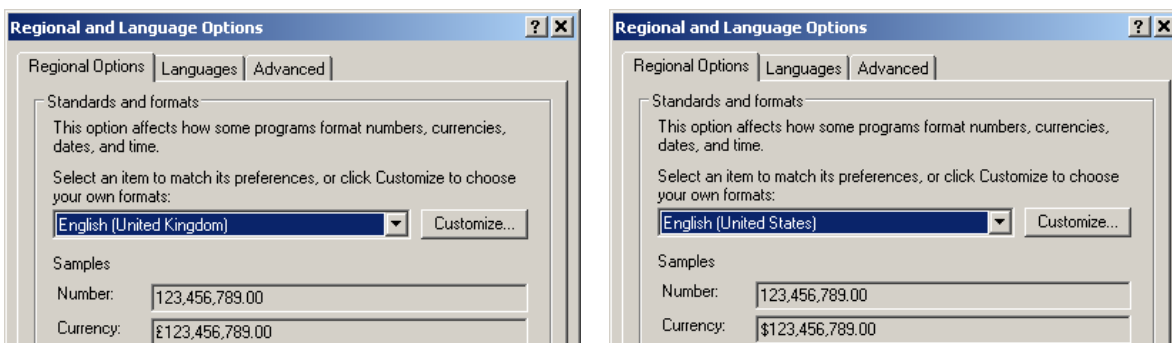 Regional and Language Options
Regional Options Languages Advanced
Standards and formats
This option affects how some programs format numbers, currencies,
dates, and time.
Select an item to match its preferences, or click Customize to choose
your own formats:
English (United Kingdom) Customize...
Samples
Number: 123,456,789.00
Currency: £123,456,789.00
Regional and Language Options
Regional Options Languages Advanced
Standards and formats
This option affects how some programs format numbers, currencies,
dates, and time.
Select an item to match its preferences, or click Customize to choose
your own formats:
English (United States) Customize...
Samples
Number: 123,456,789.00
Currency: $123,456,789.00